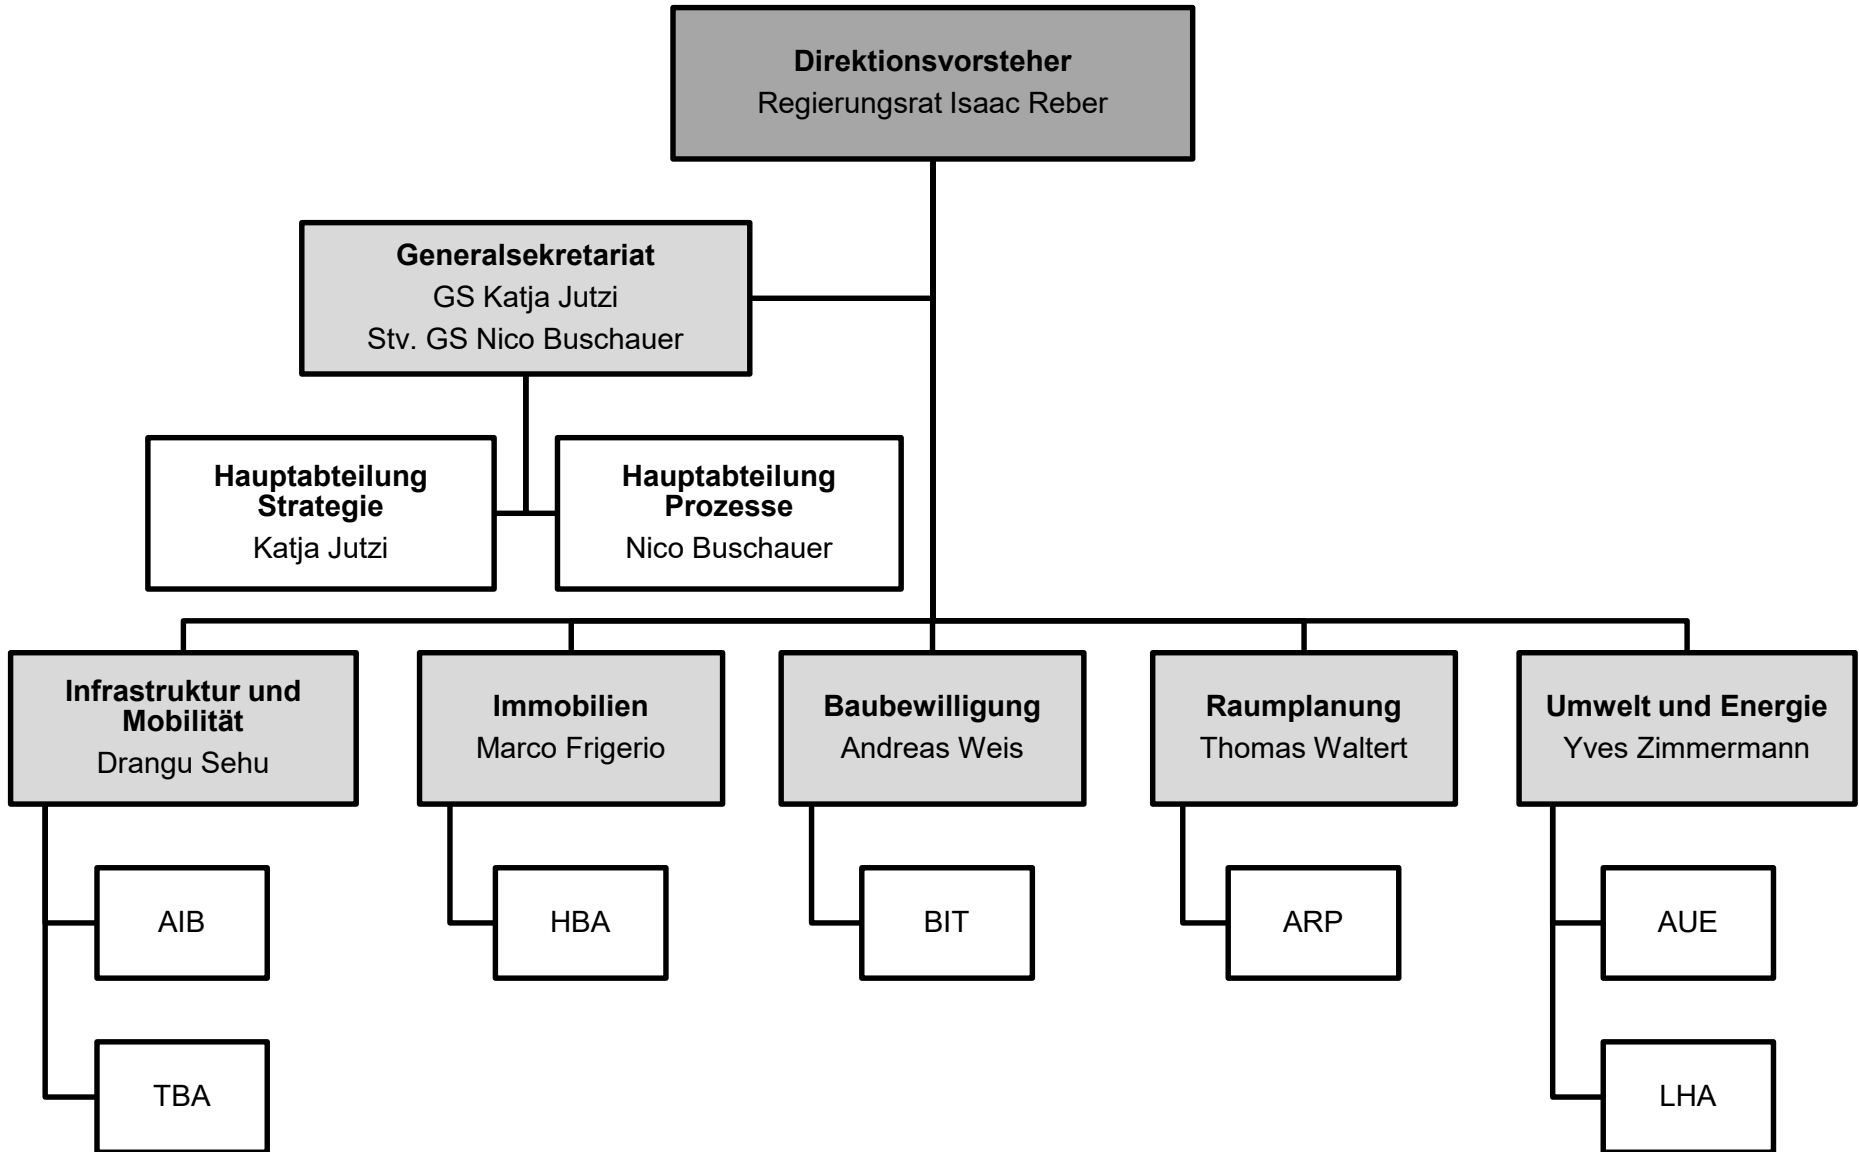 Direktionsvorsteher
Regierungsrat Isaac Reber
Generalsekretariat
GS Katja Jutzi
Stv. GS Nico Buschauer
Hauptabteilung
Strategie
Katja Jutzi
Hauptabteilung
Prozesse
Nico Buschauer
Infrastruktur und
Mobilität
Drangu Sehu
Immobilien
Marco Frigerio
Baubewilligung
Andreas Weis
Raumplanung
Thomas Waltert
Umwelt und Energie
Yves Zimmermann
AIB
HBA
BIT
ARP
AUE
TBA
LHA